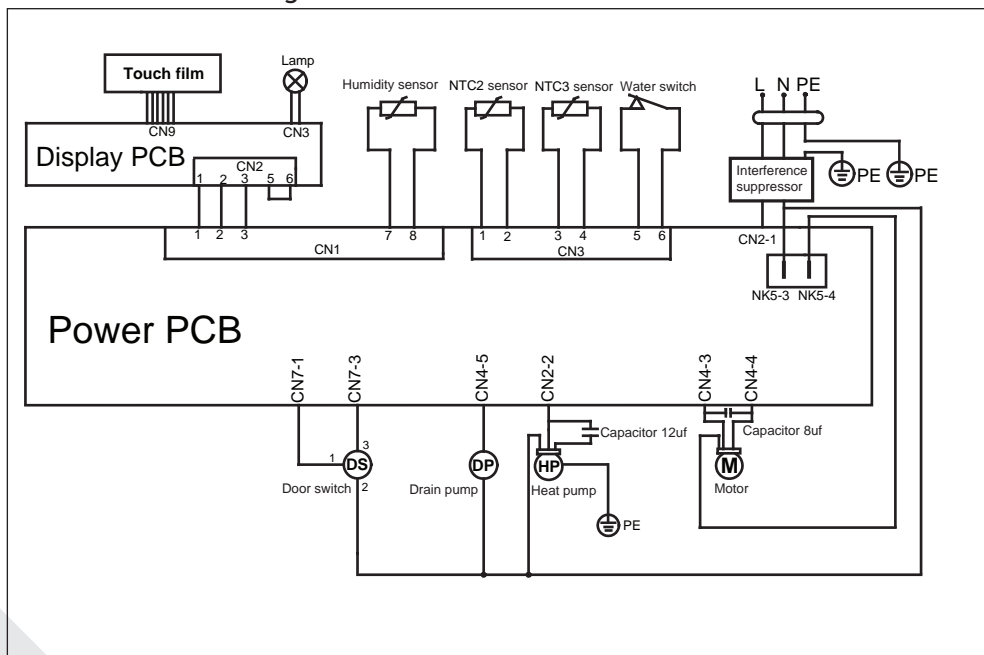 Lamp
Touch film
Humidity sensor
NTC2 sensor
NTC3 sensor
Water switch
L N PE
CN9
CN3
Display PCB
CN2
1 2 3 5 6
Interference
suppressor
PE
PE
1 2 3
7 8
1 2
3 4
5 6
CN2-1
CN1
CN3
NK5-3 NK5-4
Power PCB
CN7-1
CN7-3
CN4-5
CN2-2
CN4-3
CN4-4
3
Capacitor 12uf
Capacitor 8uf
1
DS
DP
HP
M
2
Door switch
Drain pump
Heat pump
Motor
PE